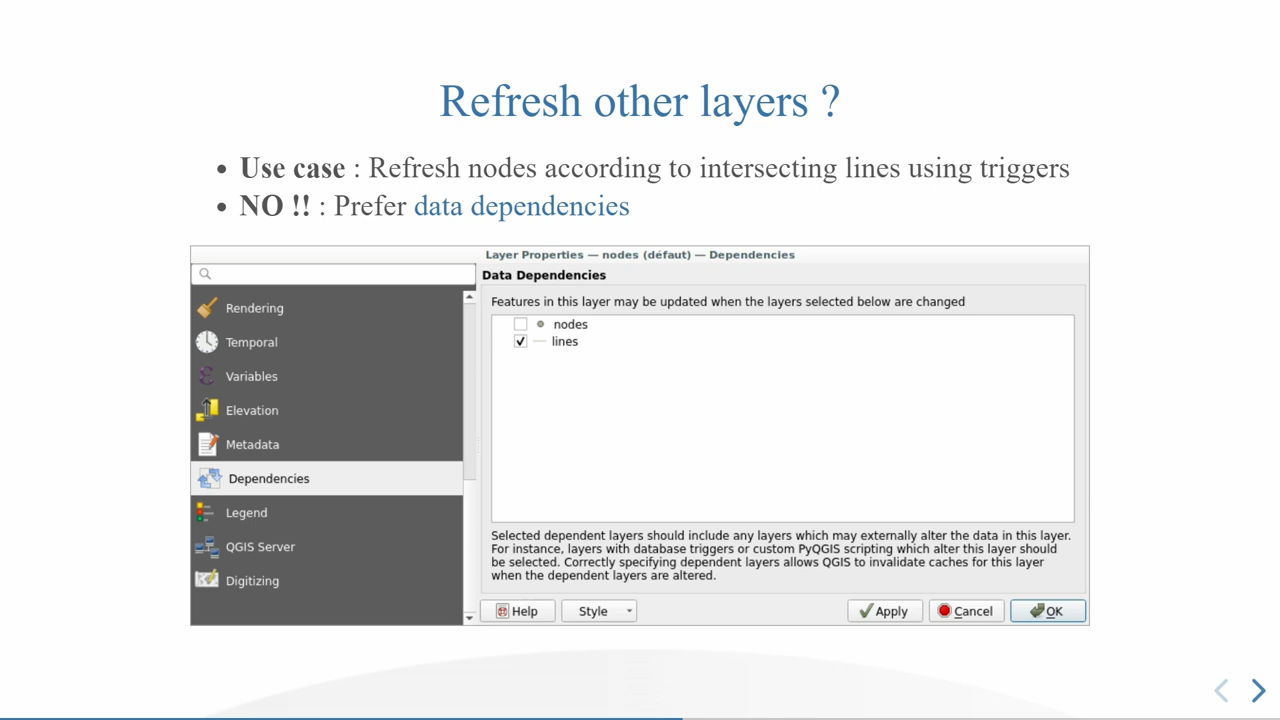 Refresh other layers ?
• Use case : Refresh nodes according to intersecting lines using triggers
• NO !! : Prefer data dependencies
Layer Properties — nodes (défaut) — Dependencies
Data Dependencies
Features in this layer may be updated when the layers selected below are changed
nodes
lines
Rendering
Temporal
Variables
Elevation
Metadata
Dependencies
Legend
QGIS Server
Digitizing
Selected dependent layers should include any layers which may externally alter the data in this layer.
For instance, layers with database triggers or custom PyQGIS scripting which alter this layer should
be selected. Correctly specifying dependent layers allows QGIS to invalidate caches for this layer
when the dependent layers are altered.
Help Style Apply Cancel OK